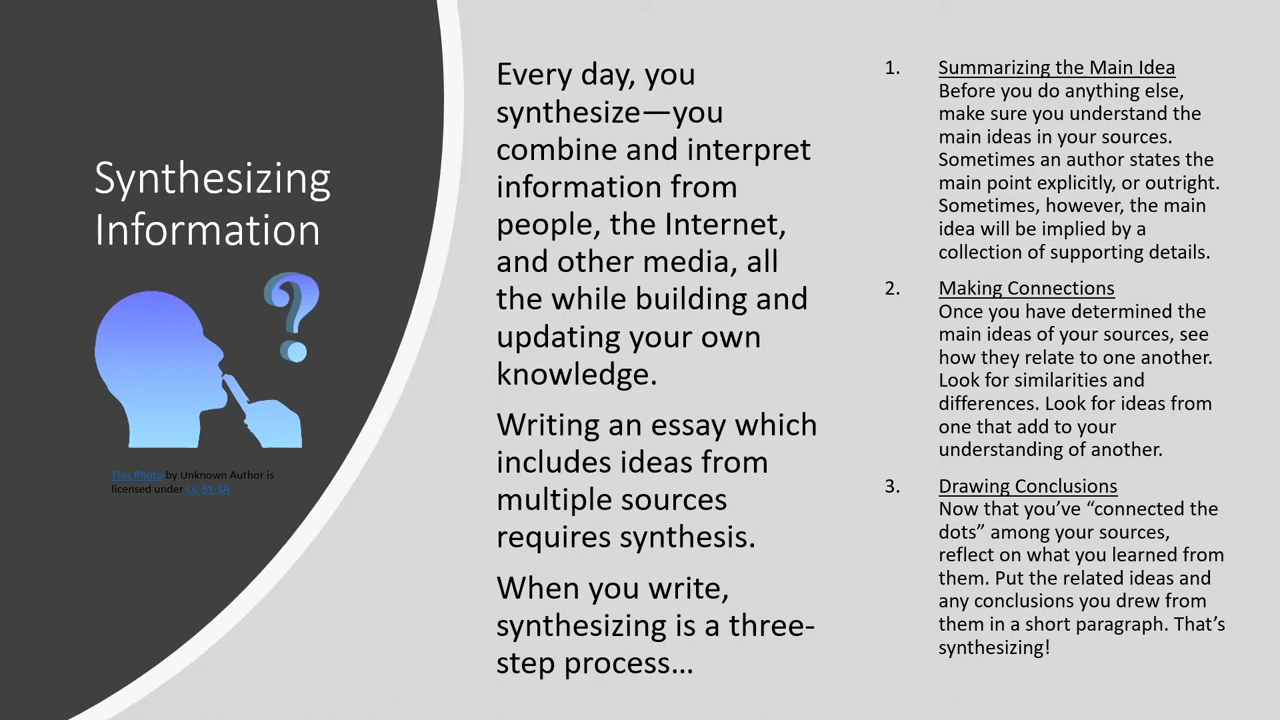 Synthesizing
Information
This Photo by Unknown Author is
licensed under CC-BY-SA
Every day, you
synthesize—you
combine and interpret
information from
people, the Internet,
and other media, all
the while building and
updating your own
knowledge.
Writing an essay which
includes ideas from
multiple sources
requires synthesis.
When you write,
synthesizing is a three-
step process…
1. Summarizing the Main Idea
Before you do anything else,
make sure you understand the
main ideas in your sources.
Sometimes an author states the
main point explicitly, or outright.
Sometimes, however, the main
idea will be implied by a
collection of supporting details.
2. Making Connections
Once you have determined the
main ideas of your sources, see
how they relate to one another.
Look for similarities and
differences. Look for ideas from
one that add to your
understanding of another.
3. Drawing Conclusions
Now that you’ve “connected the
dots” among your sources,
reflect on what you learned from
them. Put the related ideas and
any conclusions you drew from
them in a short paragraph. That’s
synthesizing!